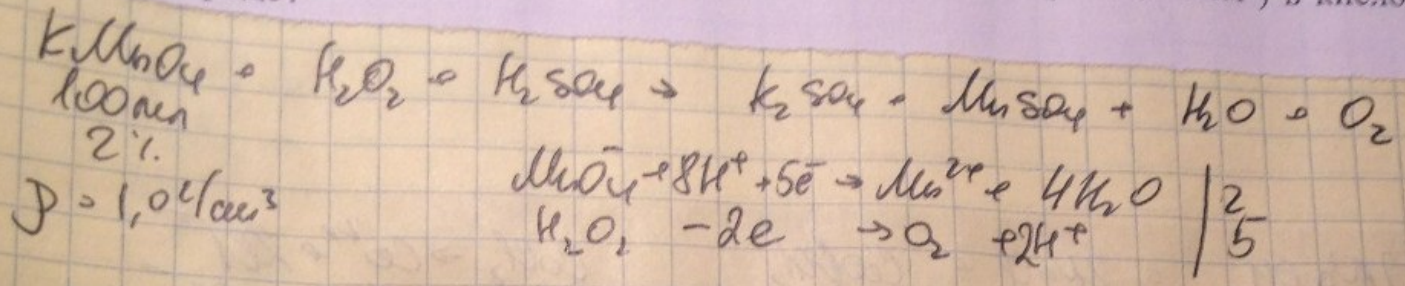 KMnO4 + H2O2 + H2SO4 → K2SO4 + MnSO4 + H2O + O2
100мл
2%
ρ = 1,0 г/см³
MnO4⁻ + 8H⁺ + 5e⁻ → Mn²⁺ + 4H2O | 2
H2O2 - 2e → O2 + 2H⁺ | 5